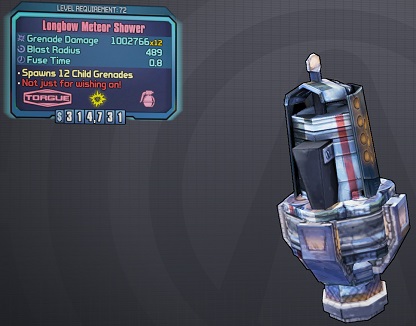 LEVEL REQUIREMENT: 72
Longbow Meteor Shower
Grenade Damage 1002766x12
Blast Radius 489
Fuse Time 0.8
• Spawns 12 Child Grenades
• Not just for wishing on!
TORGUE
$314,731